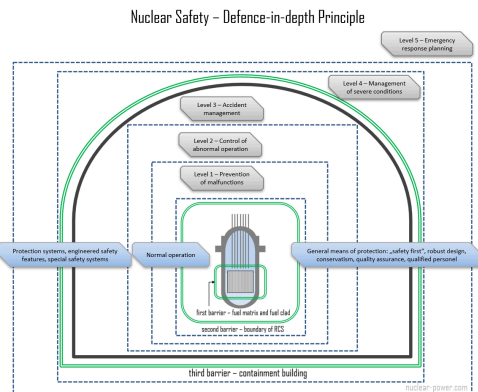 Nuclear Safety – Defence-in-depth Principle
Level 5 – Emergency
response planning
Level 4 – Management
of severe conditions
Level 3 – Accident
management
Level 2 – Control of
abnormal operation
Level 1 – Prevention
of malfunctions
Protection systems, engineered safety
features, special safety systems
Normal operation
General means of protection: „safety first", robust design,
conservatism, quality assurance, qualified personel
first barrier – fuel matrix and fuel clad
second barrier – boundary of RCS
third barrier – containment building
nuclear-power.com